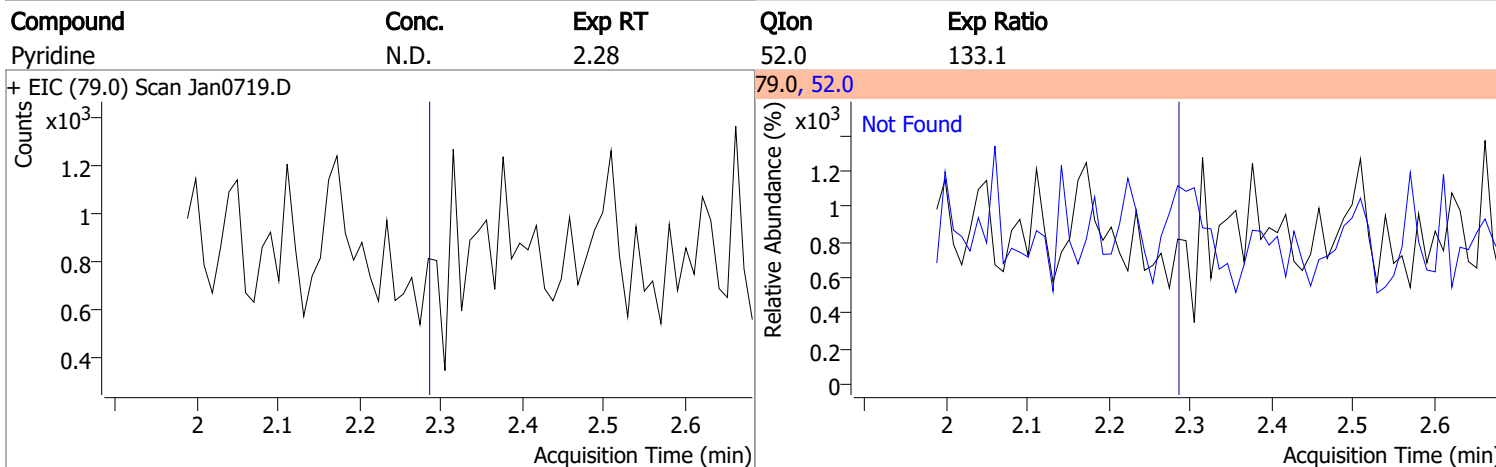 Compound Conc. Exp RT QIon Exp Ratio
Pyridine N.D. 2.28 52.0 133.1
+ EIC (79.0) Scan Jan0719.D
Counts
x10³
1.2
1
0.8
0.6
0.4
2 2.1 2.2 2.3 2.4 2.5 2.6
Acquisition Time (min)
79.0, 52.0
Relative Abundance (%)
x10³
Not Found
1.2
1
0.8
0.6
0.4
0.2
0
2 2.1 2.2 2.3 2.4 2.5 2.6
Acquisition Time (min)